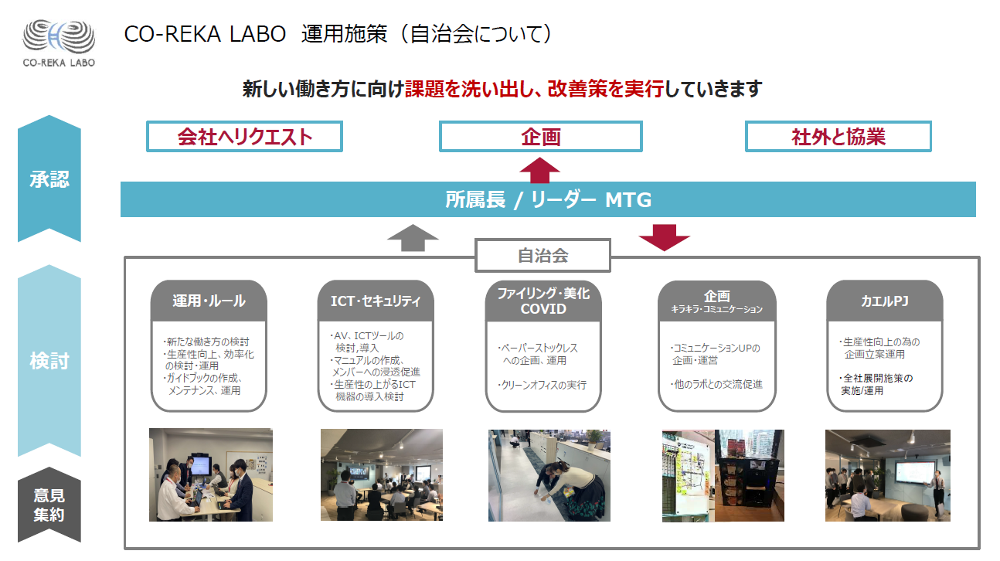 CO-REKA LABO
CO-REKA LABO 運用施策（自治会について）
新しい働き方に向け課題を洗い出し、改善策を実行していきます
承認
会社へリクエスト
企画
社外と協業
所属長 / リーダー MTG
自治会
検討
運用・ルール
・新たな働き方の検討
・生産性向上、効率化
の検討・運用
・ガイドブックの作成、
メンテナンス、運用
ICT・セキュリティ
・AV、ICTツールの
検討,導入
・マニュアルの作成、
メンバーへの浸透促進
・生産性の上がるICT
機器の導入検討
ファイリング・美化
COVID
・ペーパーストックレス
への企画、運用
・クリーンオフィスの実行
企画
キラキラ・コミュニケーション
・コミュニケーションUPの
企画・運営
・他のラボとの交流促進
カエルPJ
・生産性向上の為の
企画立案運用
・全社展開施策の
実施/運用
意見
集約